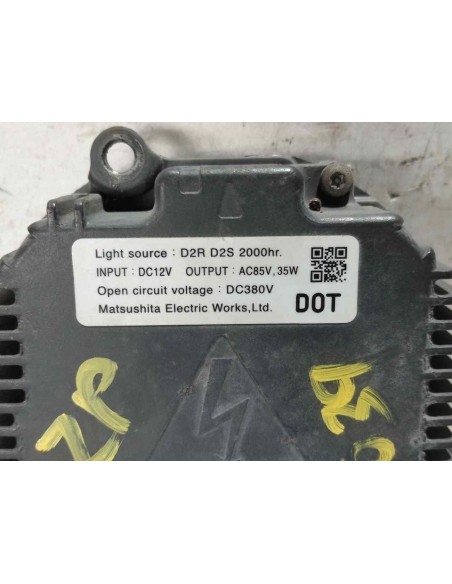 Light source : D2R D2S 2000hr.
INPUT : DC12V OUTPUT : AC85V, 35W
Open circuit voltage : DC380V
Matsushita Electric Works,Ltd. DOT